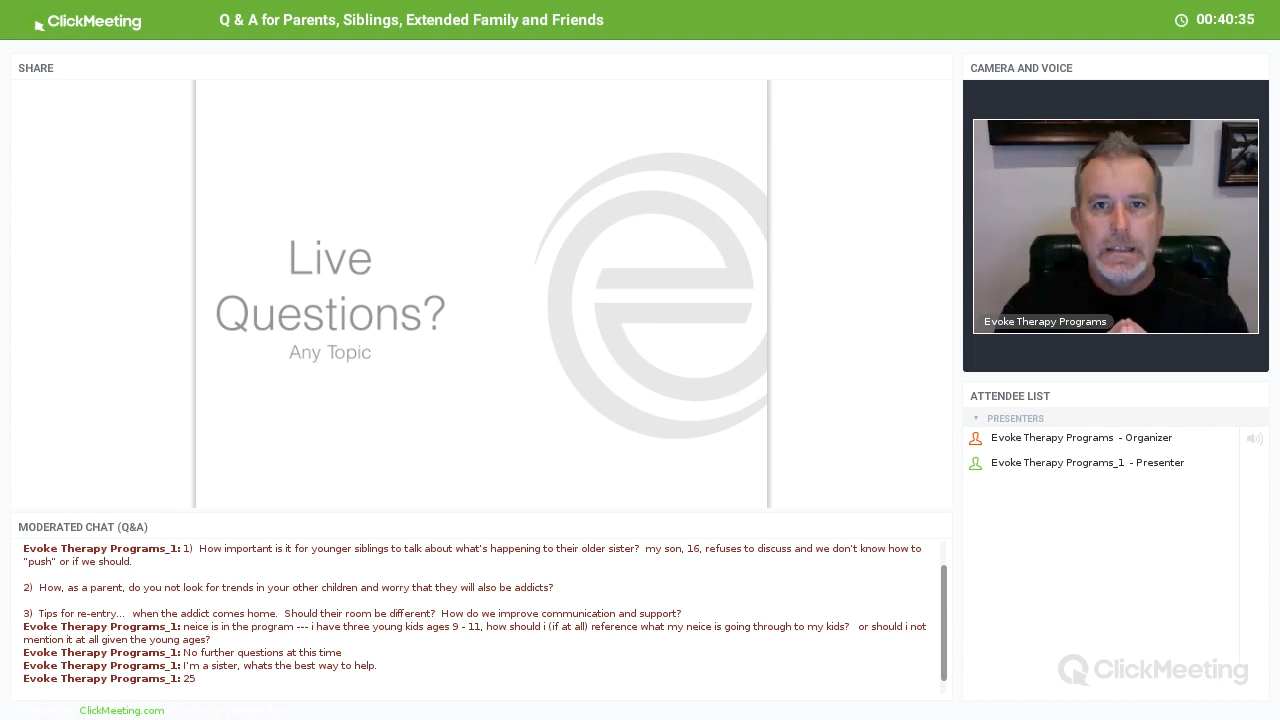 ClickMeeting
Q & A for Parents, Siblings, Extended Family and Friends
00:40:35
SHARE
Live
Questions?
Any Topic
CAMERA AND VOICE
Evoke Therapy Programs
ATTENDEE LIST
PRESENTERS
Evoke Therapy Programs - Organizer
Evoke Therapy Programs_1 - Presenter
MODERATED CHAT (Q&A)
Evoke Therapy Programs_1: 1) How important is it for younger siblings to talk about what's happening to their older sister? my son, 16, refuses to discuss and we don't know how to
"push" or if we should.
2) How, as a parent, do you not look for trends in your other children and worry that they will also be addicts?
3) Tips for re-entry... when the addict comes home. Should their room be different? How do we improve communication and support?
Evoke Therapy Programs_1: neice is in the program --- i have three young kids ages 9 - 11, how should i (if at all) reference what my neice is going through to my kids? or should i not
mention it at all given the young ages?
Evoke Therapy Programs_1: No further questions at this time
Evoke Therapy Programs_1: I'm a sister, whats the best way to help.
Evoke Therapy Programs_1: 25
ClickMeeting
ClickMeeting.com